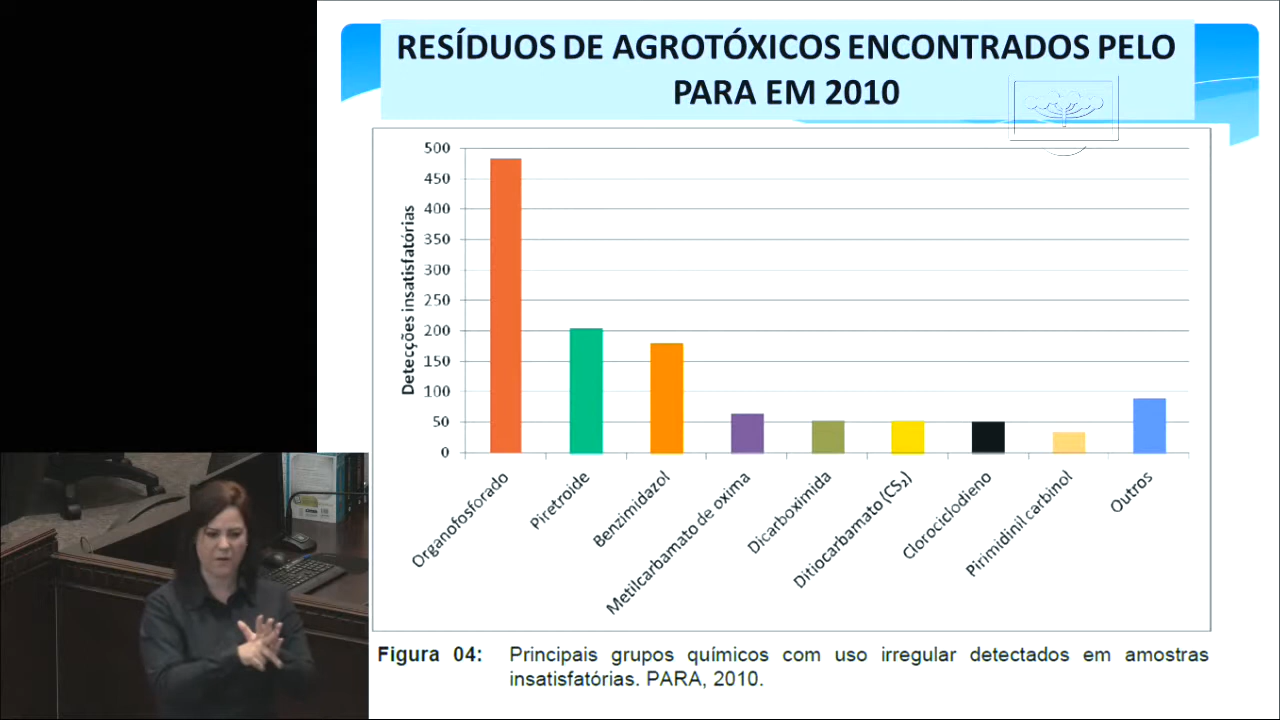 RESÍDUOS DE AGROTÓXICOS ENCONTRADOS PELO
PARA EM 2010
Detecções insatisfatórias
500
450
400
350
300
250
200
150
100
50
0
Organofosforado
Piretroide
Benzimidazol
Metilcarbamato de oxima
Dicarboximida
Ditiocarbamato (CS₂)
Clorociclodieno
Pirimidinil carbinol
Outros
Figura 04: Principais grupos químicos com uso irregular detectados em amostras
insatisfatórias. PARA, 2010.